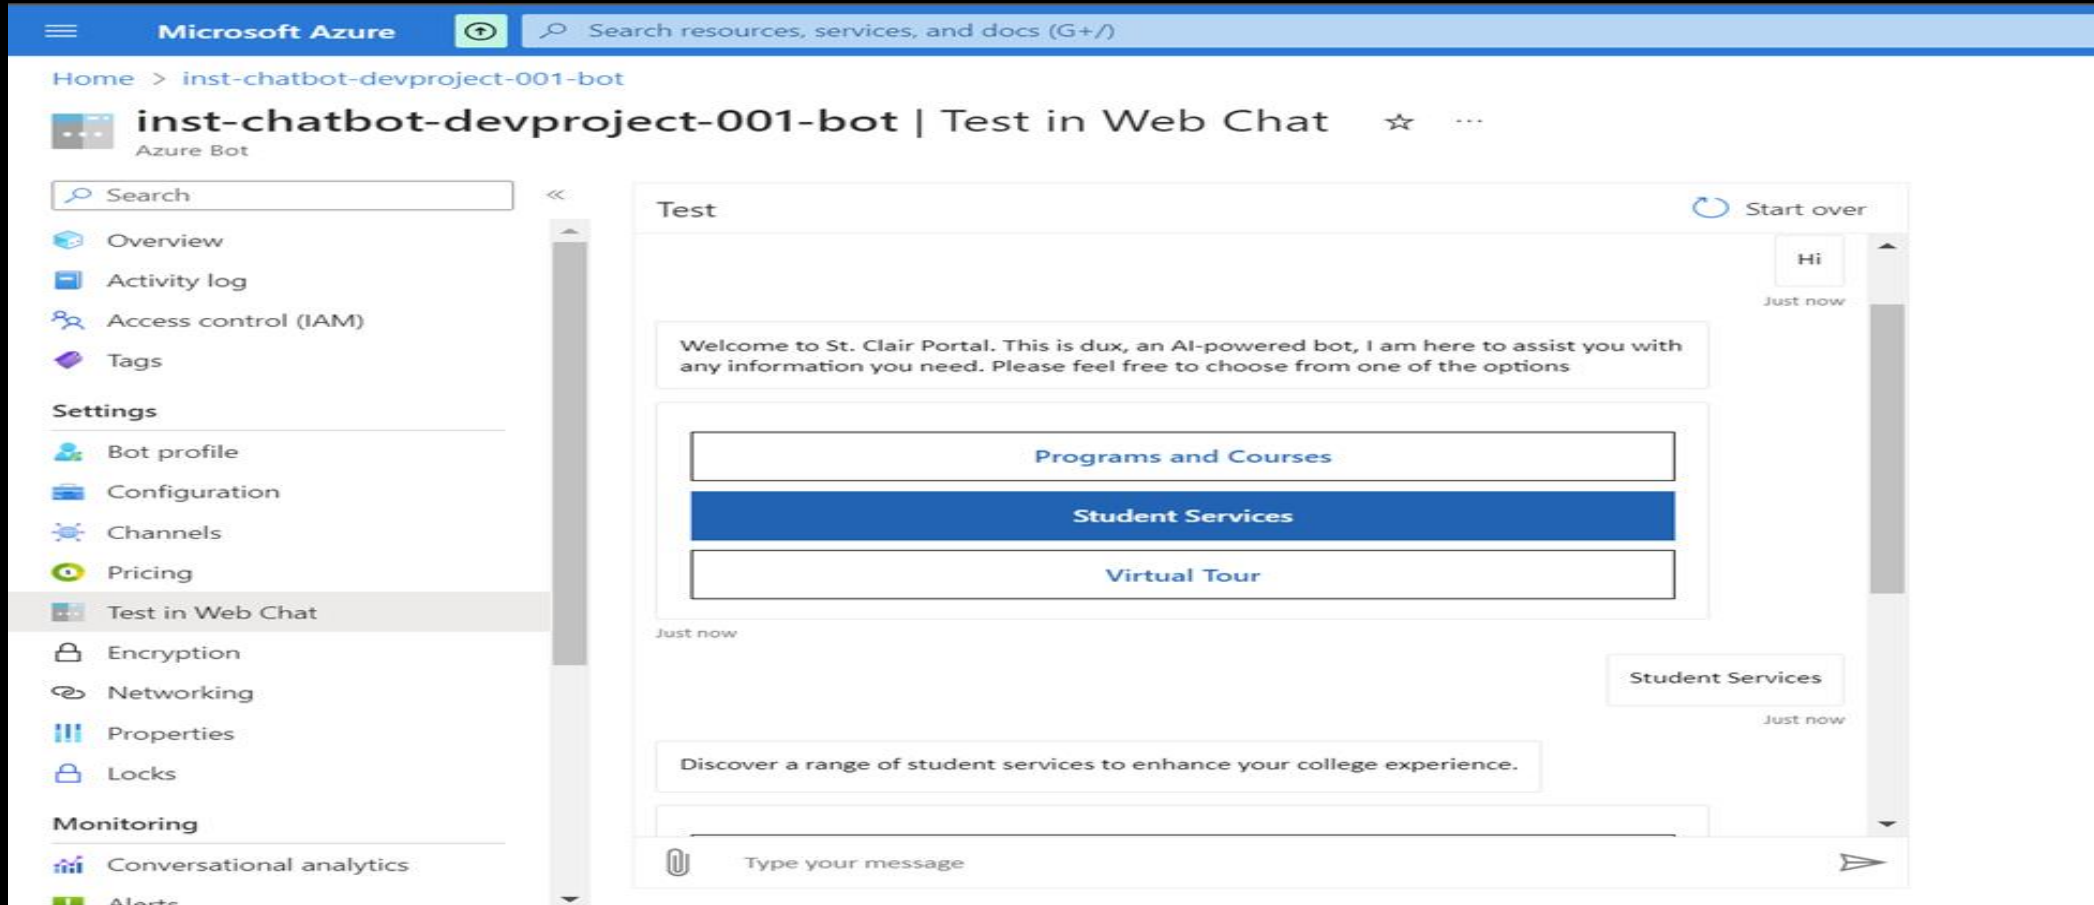 Microsoft Azure
Search resources, services, and docs (G+/)
Home > inst-chatbot-devproject-001-bot
inst-chatbot-devproject-001-bot | Test in Web Chat
Azure Bot
Search
Overview
Activity log
Access control (IAM)
Tags
Settings
Bot profile
Configuration
Channels
Pricing
Test in Web Chat
Encryption
Networking
Properties
Locks
Monitoring
Conversational analytics
Alerts
Test
Start over
Hi
Just now
Welcome to St. Clair Portal. This is dux, an AI-powered bot, I am here to assist you with
any information you need. Please feel free to choose from one of the options
Programs and Courses
Student Services
Virtual Tour
Just now
Student Services
Just now
Discover a range of student services to enhance your college experience.
Type your message